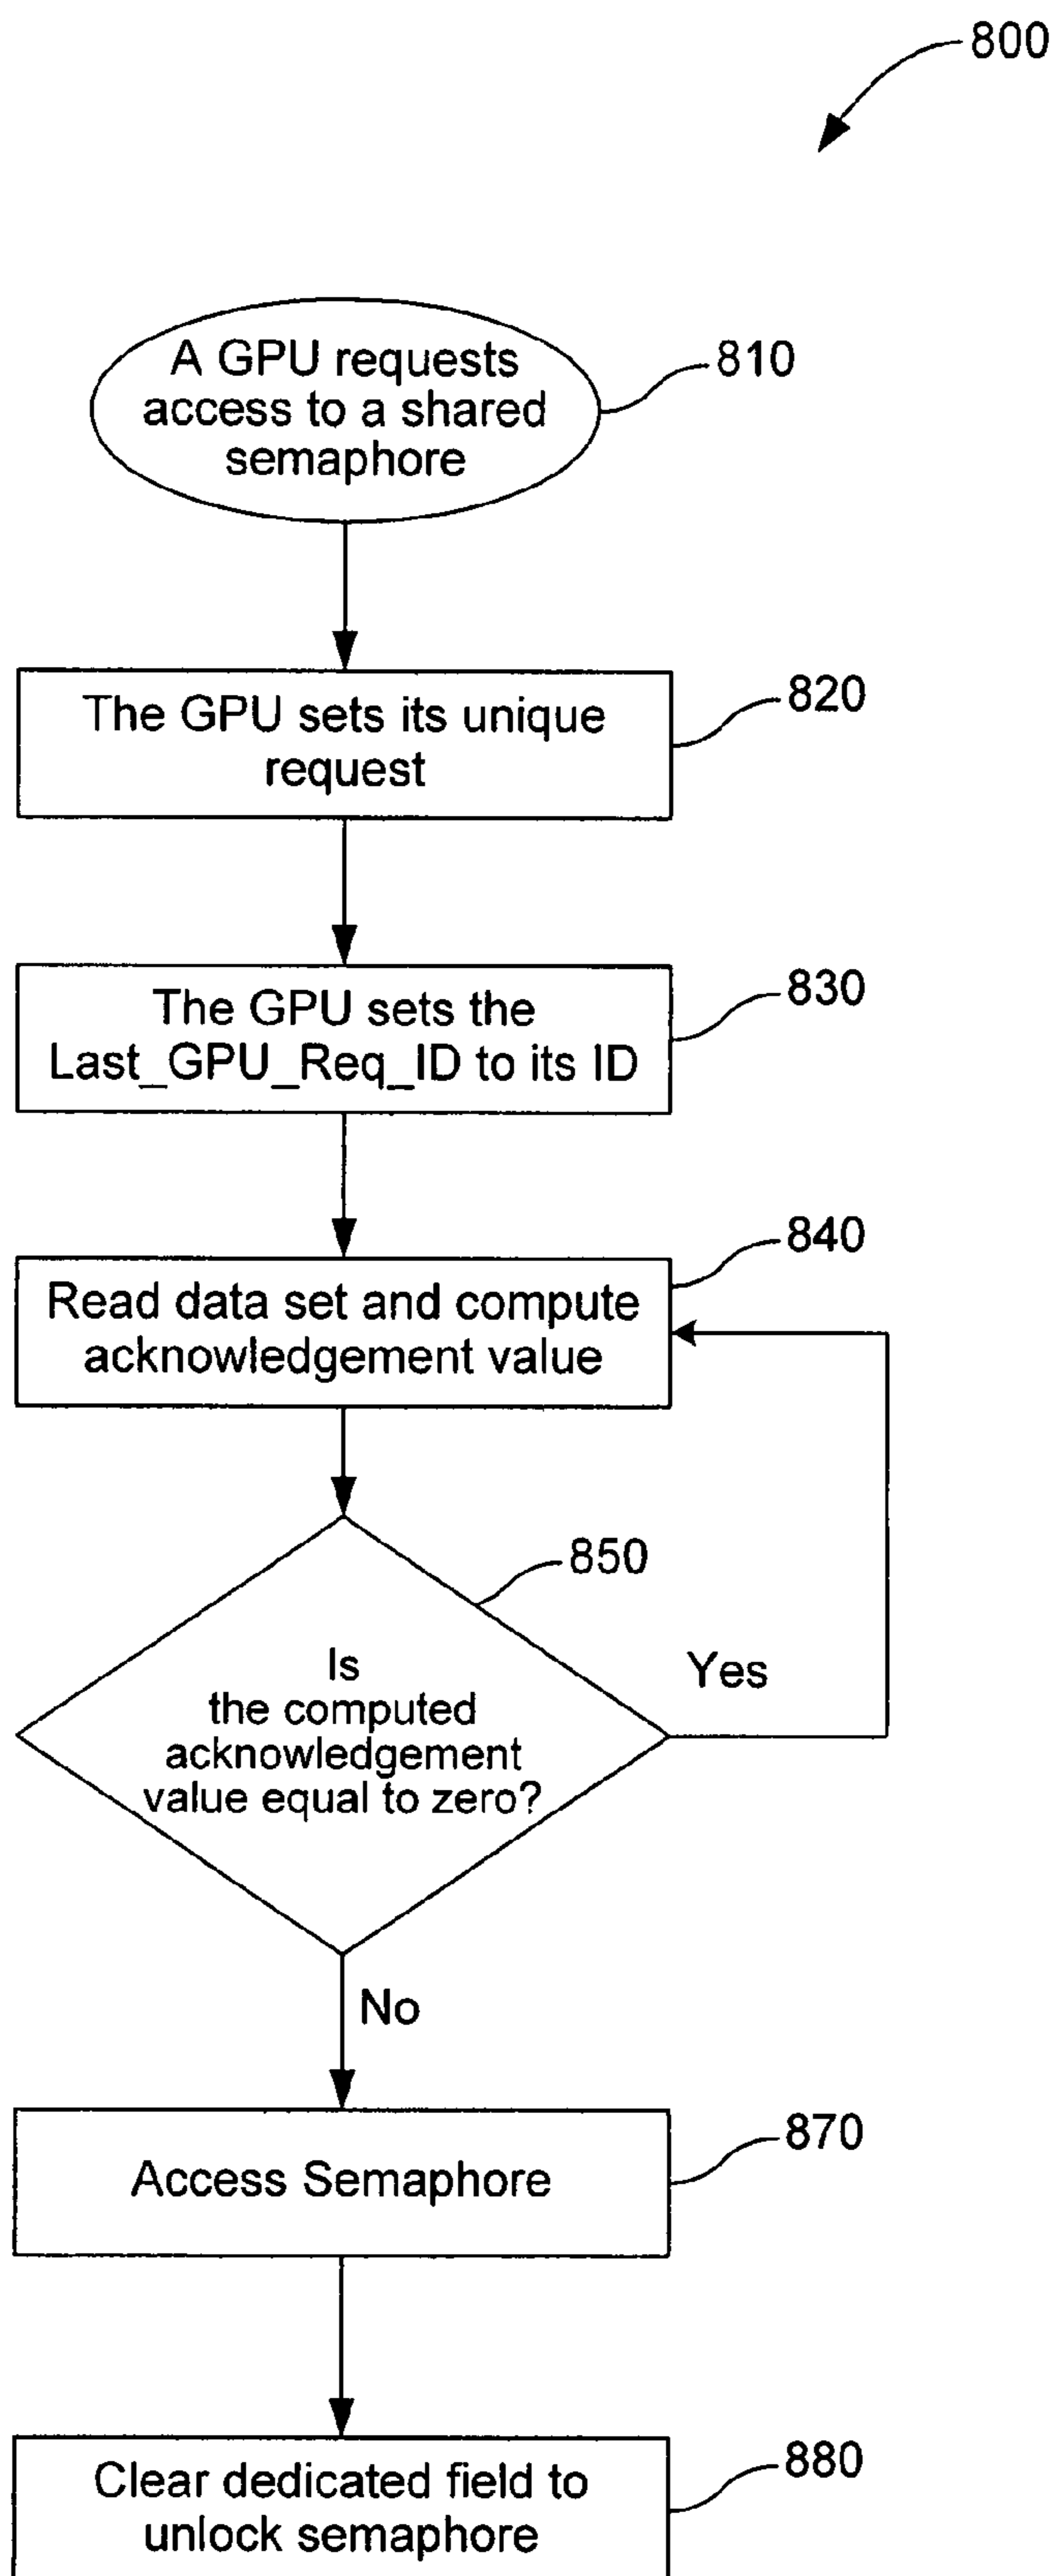 800
A GPU requests
access to a shared
semaphore
810
The GPU sets its unique
request
820
The GPU sets the
Last_GPU_Req_ID to its ID
830
Read data set and compute
acknowledgement value
840
850
Is
the computed
acknowledgement
value equal to zero?
Yes
No
Access Semaphore
870
Clear dedicated field to
unlock semaphore
880